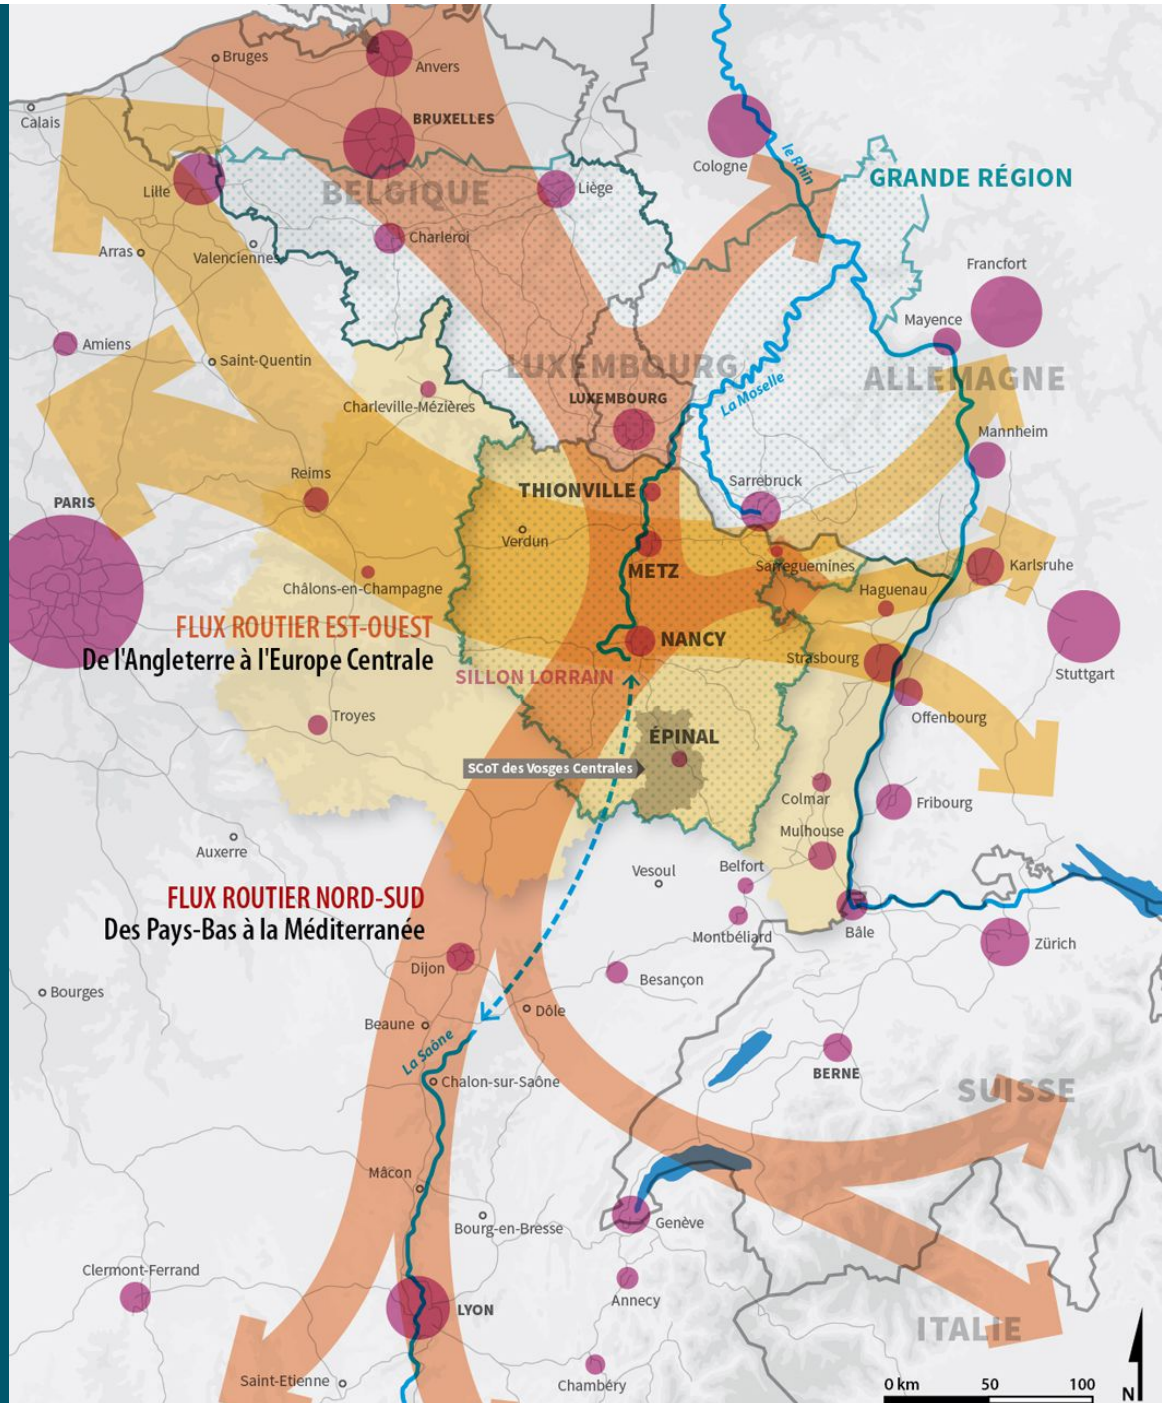 Bruges
Anvers
Calais
BRUXELLES
Cologne
le Rhin
GRANDE RÉGION
Lille
BELGIQUE
Liège
Arras
Valenciennes
Charleroi
Francfort
Mayence
Amiens
Saint-Quentin
LUXEMBOURG
ALLEMAGNE
La Moselle
Charleville-Mézières
LUXEMBOURG
Mannheim
Reims
Sarrebruck
PARIS
THIONVILLE
Verdun
METZ
Sarreguemines
Karlsruhe
Châlons-en-Champagne
Haguenau
FLUX ROUTIER EST-OUEST
De l'Angleterre à l'Europe Centrale
NANCY
Strasbourg
SILLON LORRAIN
Stuttgart
Troyes
Offenbourg
ÉPINAL
SCoT des Vosges Centrales
Colmar
Fribourg
Auxerre
Mulhouse
Vesoul
Belfort
FLUX ROUTIER NORD-SUD
Des Pays-Bas à la Méditerranée
Montbéliard
Bâle
Zürich
Dijon
Besançon
Bourges
Dôle
Beaune
La Saône
BERNE
Chalon-sur-Saône
SUISSE
Mâcon
Bourg-en-Bresse
Genève
Clermont-Ferrand
Annecy
LYON
ITALIE
Saint-Etienne
Chambéry
0 km 50 100
N